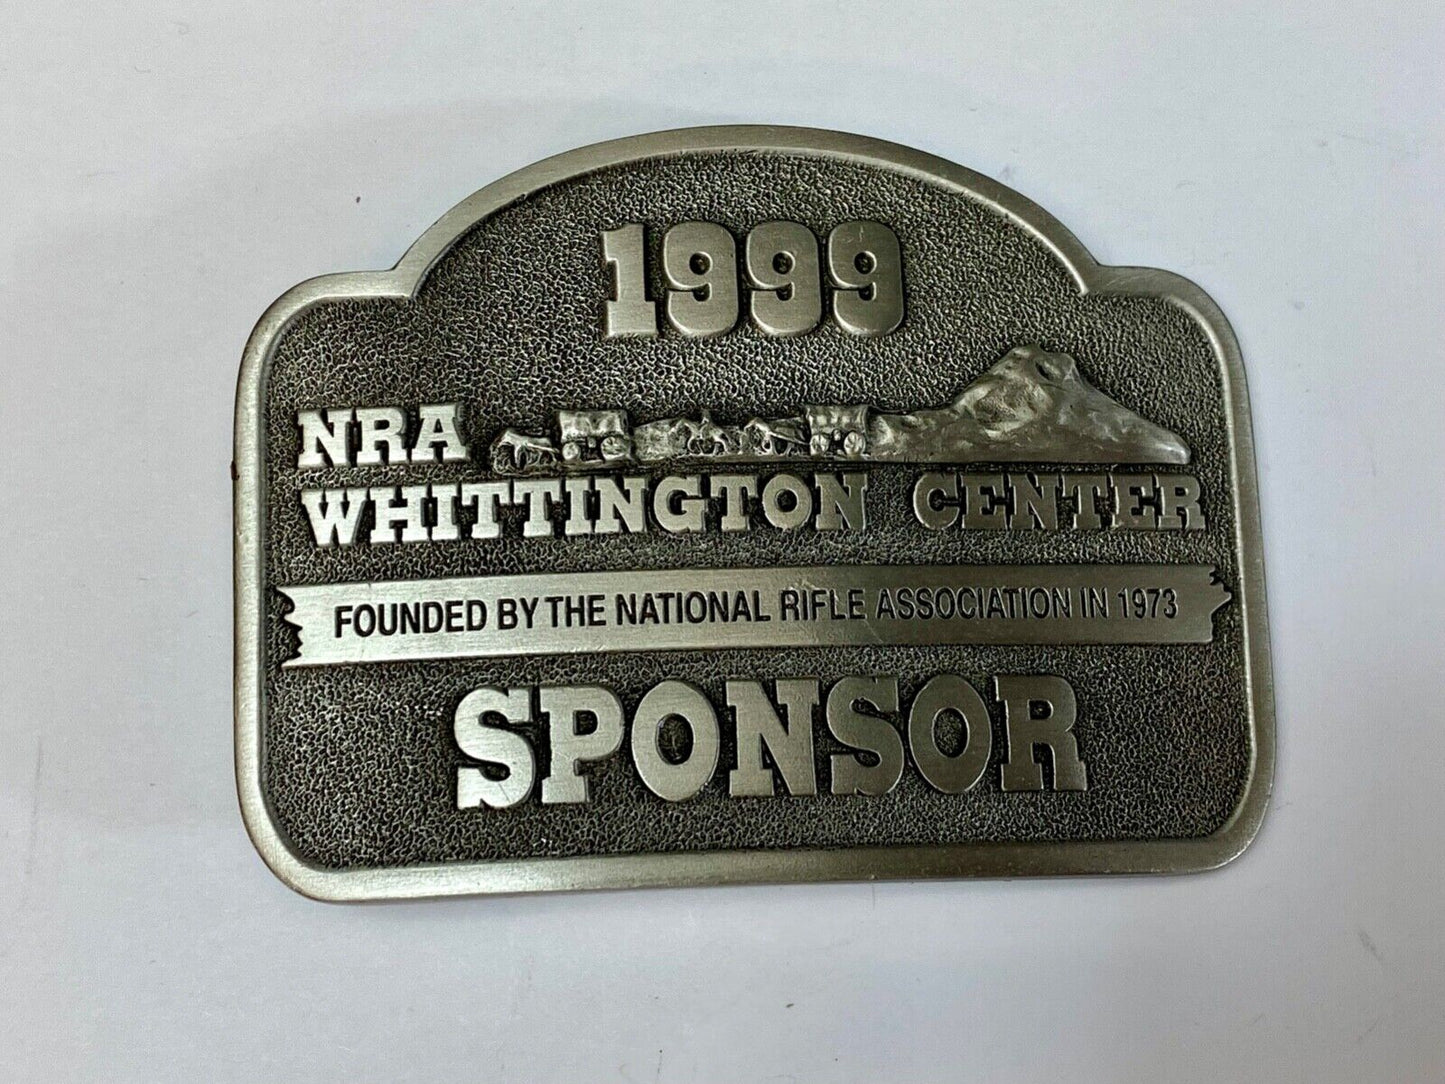 1999
NRA
WHITTINGTON CENTER
FOUNDED BY THE NATIONAL RIFLE ASSOCIATION IN 1973
SPONSOR